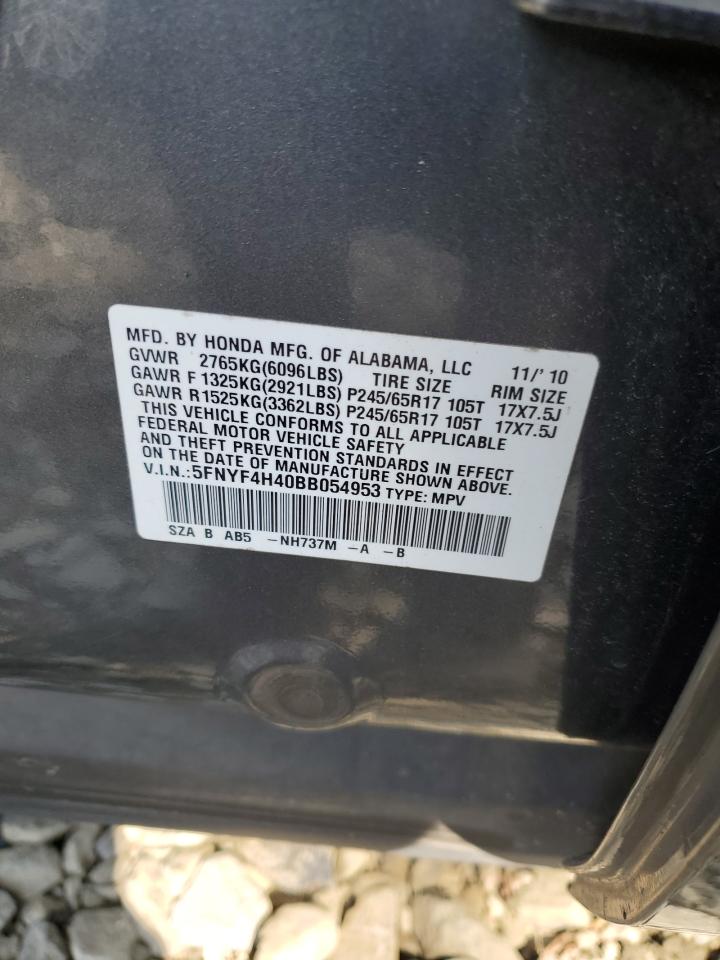 MFD. BY HONDA MFG. OF ALABAMA, LLC 11/' 10
GVWR 2765KG(6096LBS) TIRE SIZE RIM SIZE
GAWR F 1325KG(2921LBS) P245/65R17 105T 17X7.5J
GAWR R1525KG(3362LBS) P245/65R17 105T 17X7.5J
THIS VEHICLE CONFORMS TO ALL APPLICABLE
FEDERAL MOTOR VEHICLE SAFETY
AND THEFT PREVENTION STANDARDS IN EFFECT
ON THE DATE OF MANUFACTURE SHOWN ABOVE.
V.I.N.:5FNYF4H40BB054953 TYPE: MPV
SZA B AB5 -NH737M -A -B